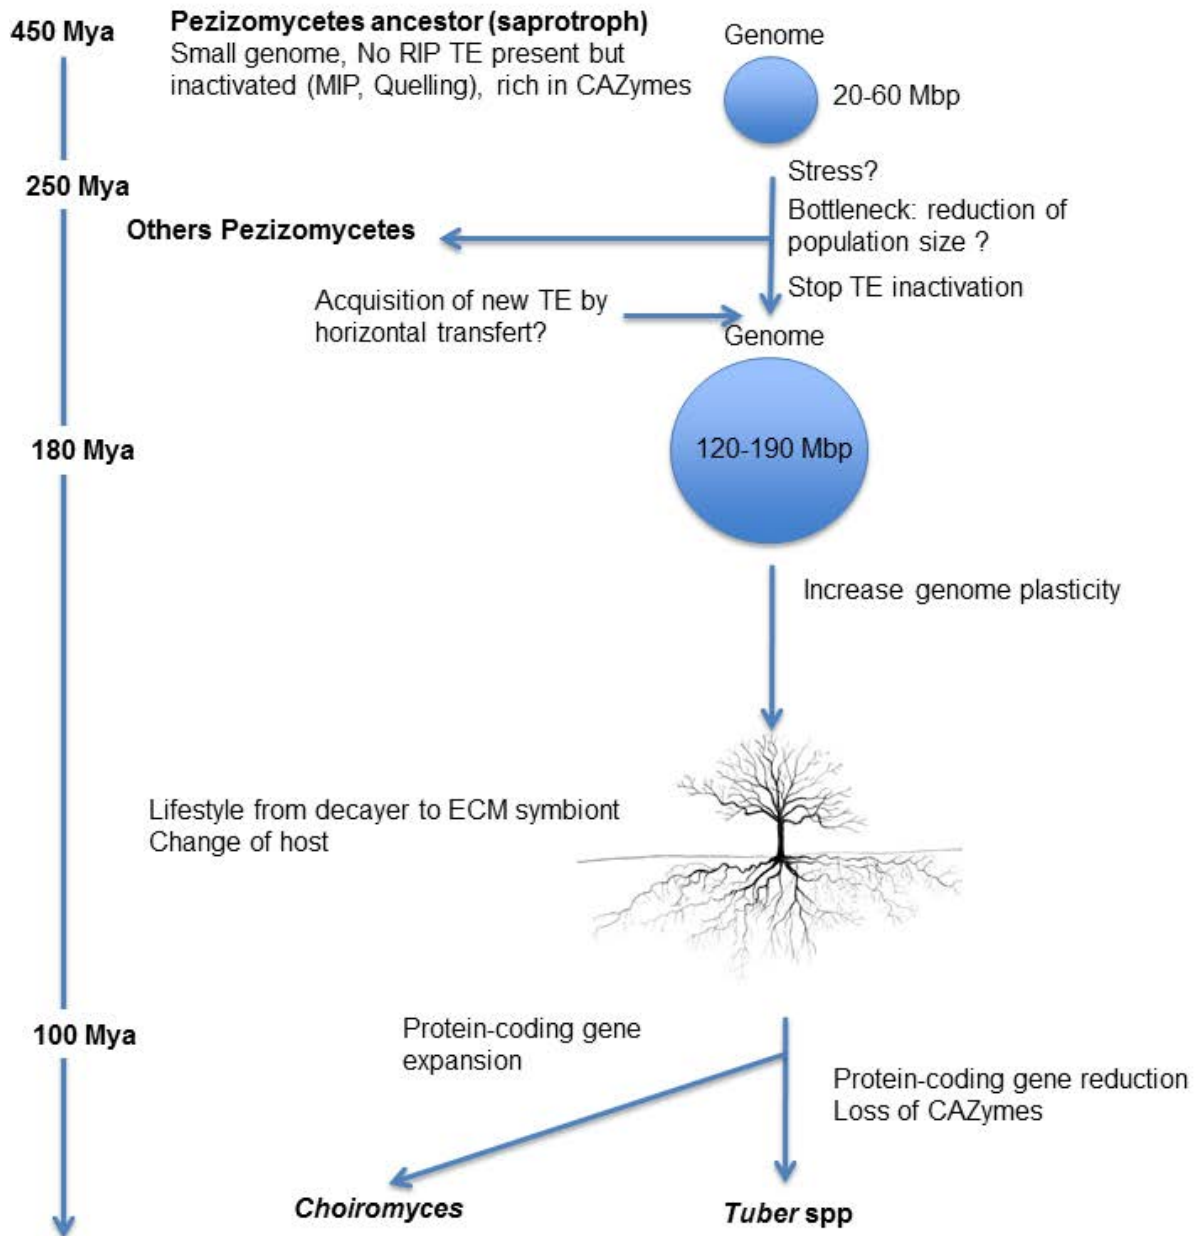 450 Mya
Pezizomycetes ancestor (saprotroph)
Small genome, No RIP TE present but
inactivated (MIP, Quelling), rich in CAZymes
Genome
20-60 Mbp
250 Mya
Stress?
Bottleneck: reduction of
population size ?
Others Pezizomycetes
Stop TE inactivation
Acquisition of new TE by
horizontal transfert?
Genome
180 Mya
120-190 Mbp
Increase genome plasticity
Lifestyle from decayer to ECM symbiont
Change of host
100 Mya
Protein-coding gene
expansion
Protein-coding gene reduction
Loss of CAZymes
Choiromyces
Tuber spp